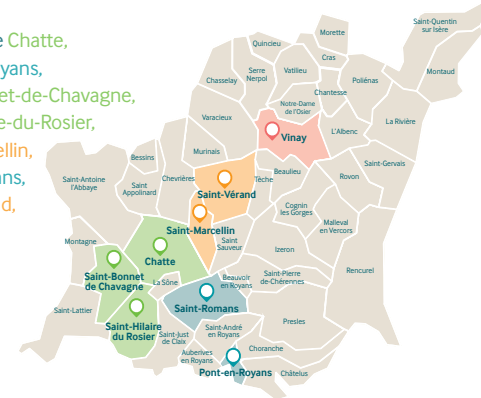 e Chatte,
yans,
et-de-Chavagne,
e-du-Rosier,
llin,
ns,
d,
Morette
Saint-Quentin
sur Isère
Quincieu
Cras
Serre
Nerpol
Vatilieu
Poliénas
Montaud
Chasselay
Chantesse
Notre-Dame
de l'Osier
Varacieux
La Rivière
Vinay
L'Albenc
Murinais
Bessins
Saint-Gervais
Beaulieu
Rovon
Saint-Antoine
l'Abbaye
Saint
Appolinard
Chevrières
Têche
Saint-Vérand
Cognin
les Gorges
Malleval
en Vercors
Saint-Marcellin
Montagne
Saint
Sauveur
Izeron
Chatte
Saint-Bonnet
de Chavagne
La Sône
Beauvoir
en Royans
Saint-Pierre
de-Chérennes
Rencurel
Saint-Lattier
Saint-Romans
Saint-Hilaire
du Rosier
Saint-Just
de Claix
Saint-André
en Royans
Presles
Auberives
en Royans
Choranche
Pont-en-Royans
Châtelus